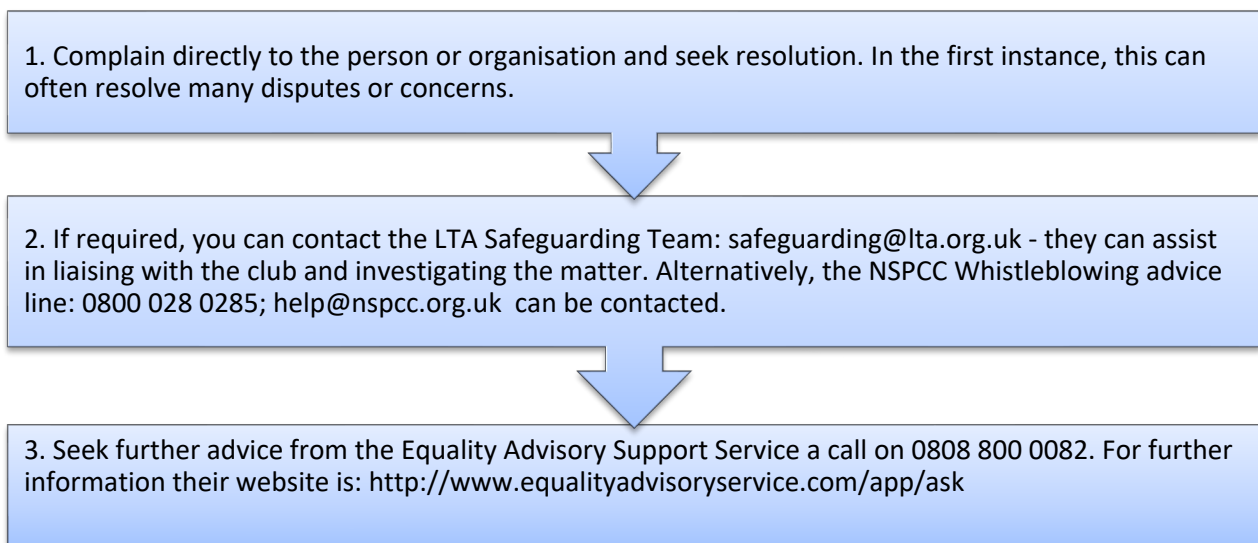 1. Complain directly to the person or organisation and seek resolution. In the first instance, this can
often resolve many disputes or concerns.
2. If required, you can contact the LTA Safeguarding Team: safeguarding@lta.org.uk - they can assist
in liaising with the club and investigating the matter. Alternatively, the NSPCC Whistleblowing advice
line: 0800 028 0285; help@nspcc.org.uk  can be contacted.
3. Seek further advice from the Equality Advisory Support Service a call on 0808 800 0082. For further
information their website is: http://www.equalityadvisoryservice.com/app/ask